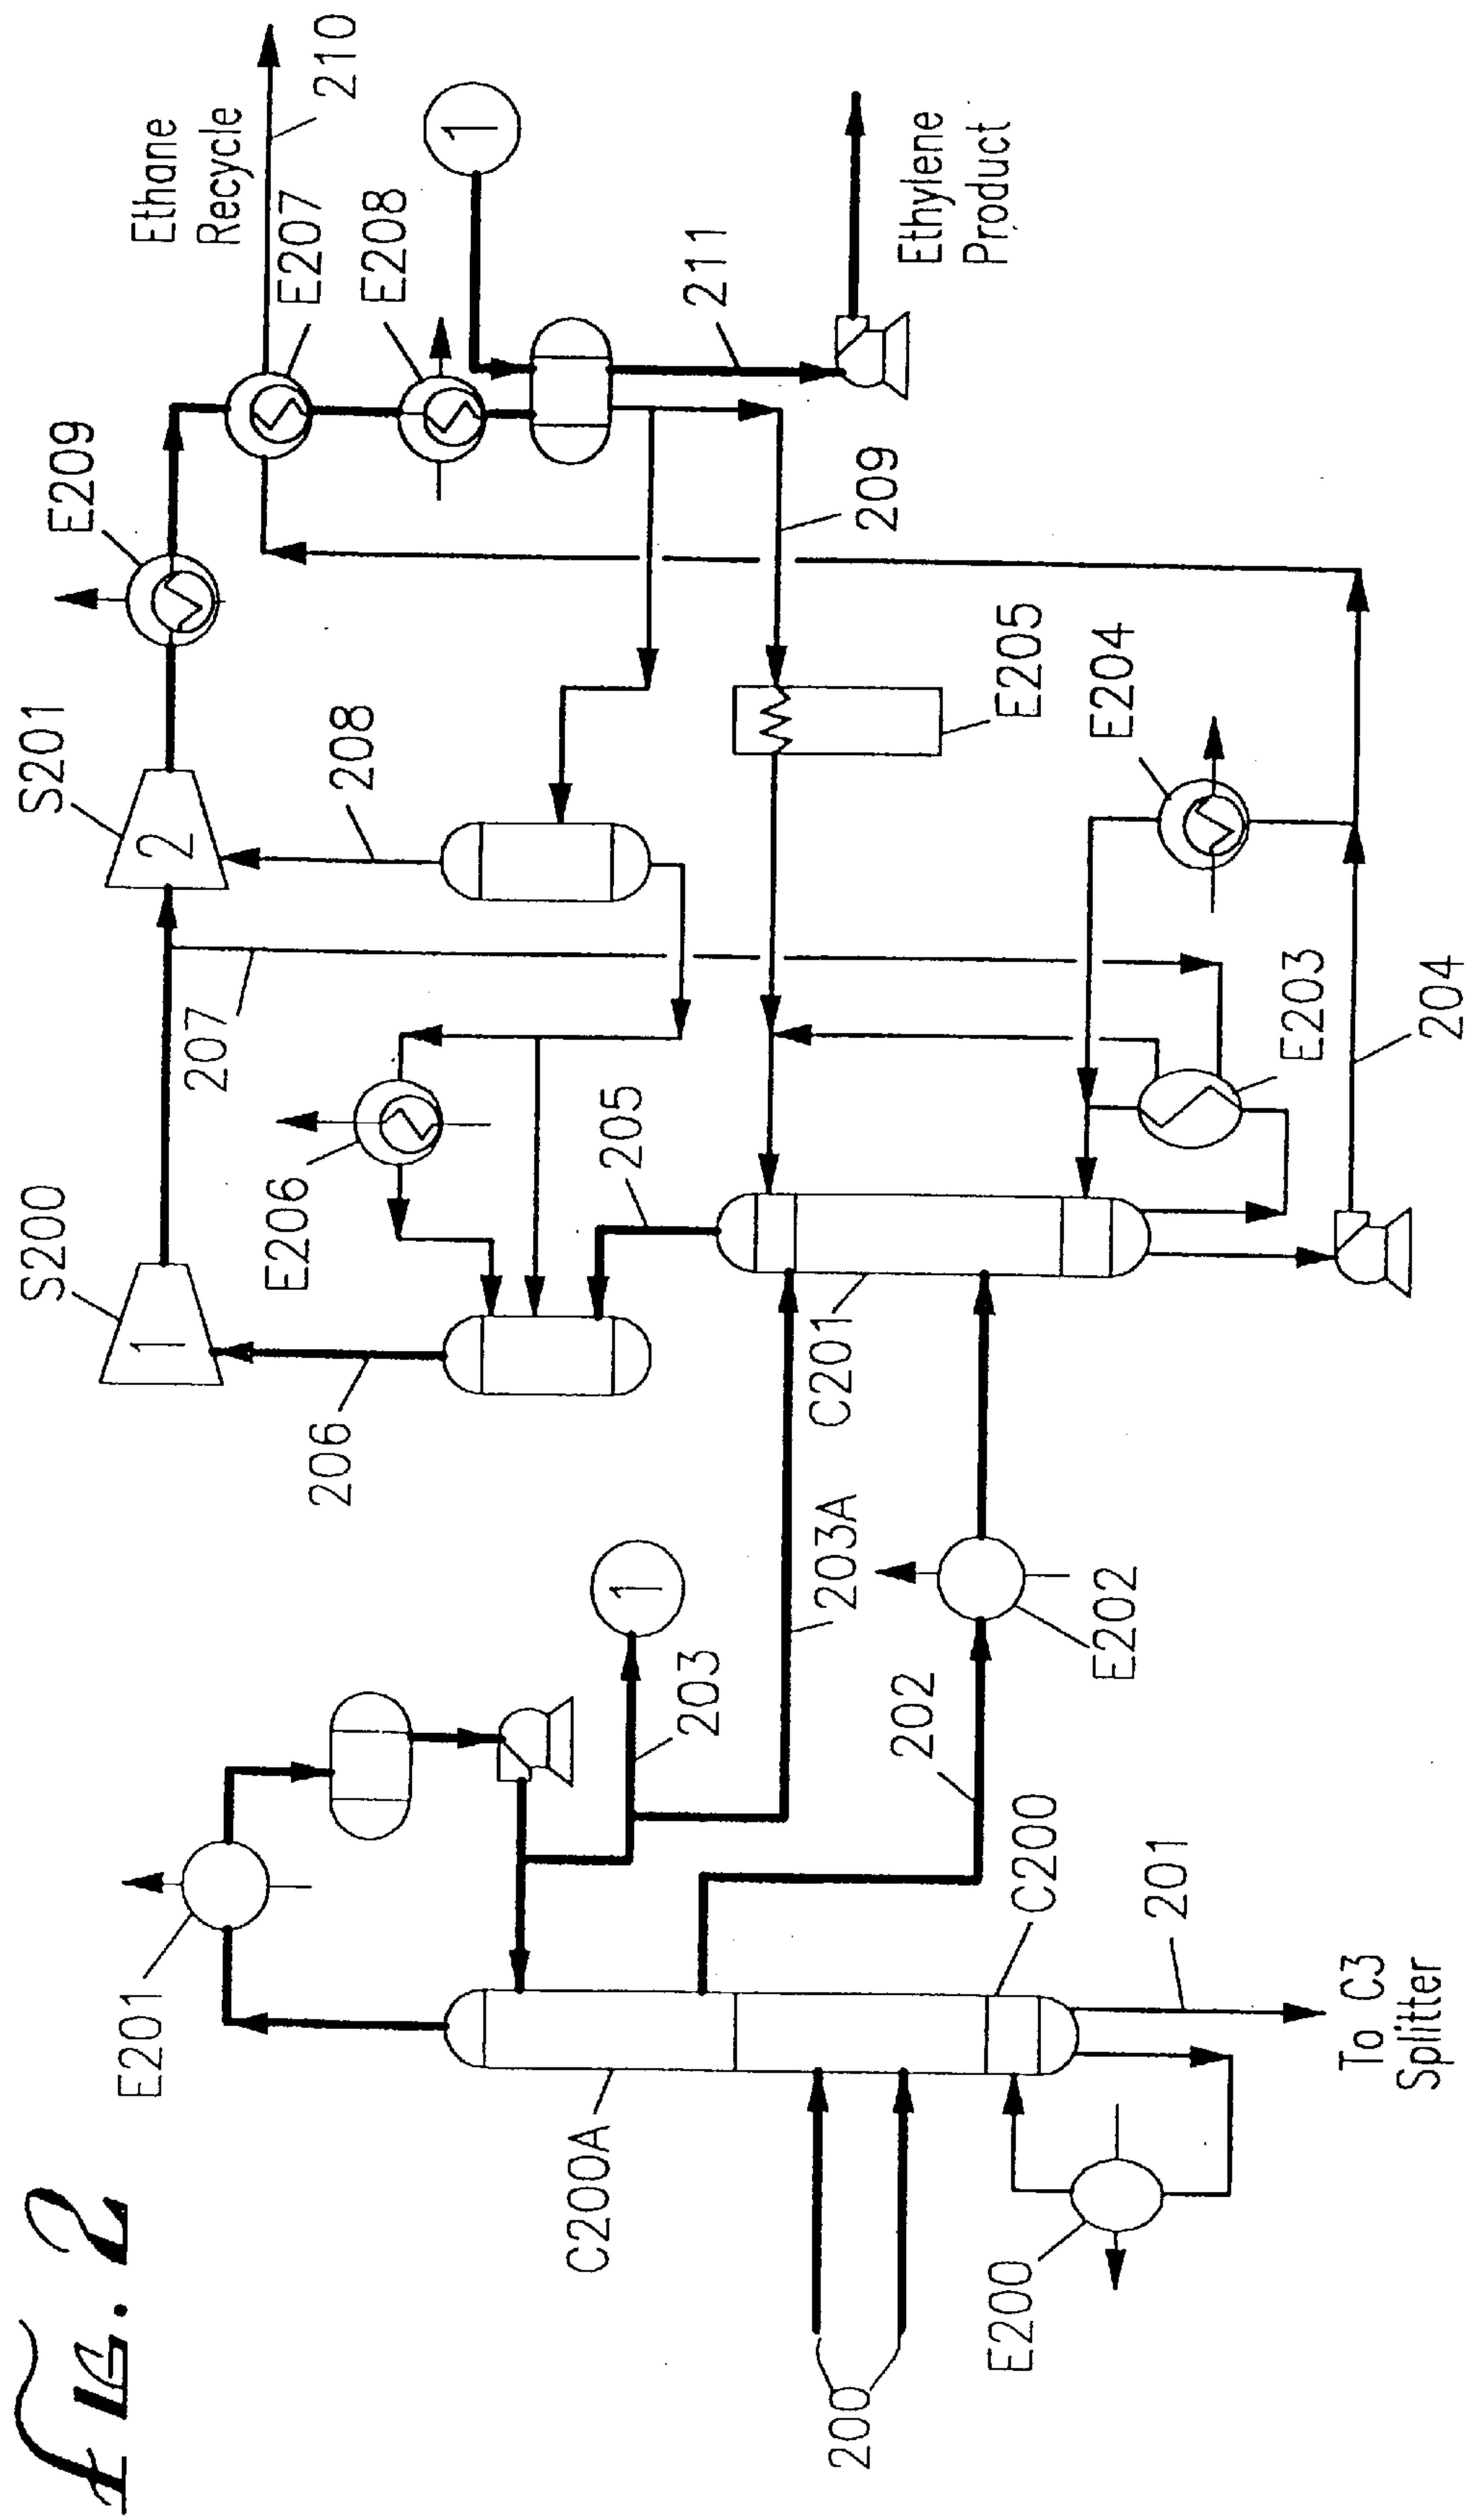 Fig. 2
S200
S201
E209
E201
Ethane
Recycle
1
2
207
E206
E207
210
206
208
E208
1
C200A
205
1
203
211
C201
203A
200
209
202
Ethylene
Product
E200
E205
C200
E202
E204
201
E203
To C3
Splitter
204